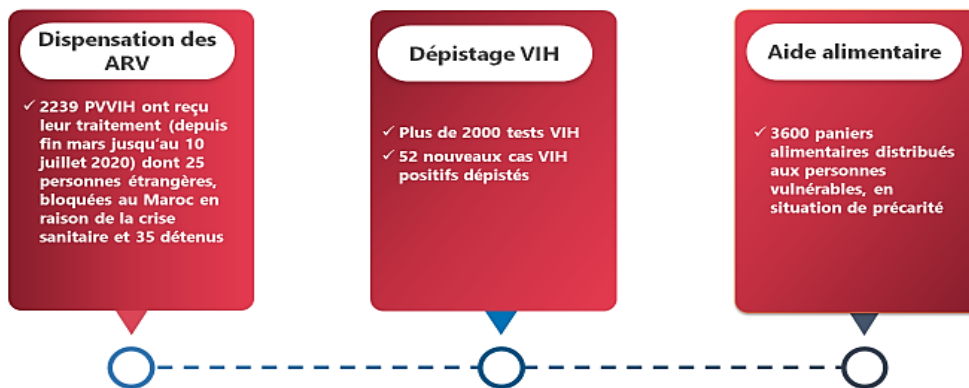 Dispensation des
ARV
✓ 2239 PVVIH ont reçu
leur traitement (depuis
fin mars jusqu'au 10
juillet 2020) dont 25
personnes étrangères,
bloquées au Maroc en
raison de la crise
sanitaire et 35 détenus
Dépistage VIH
✓ Plus de 2000 tests VIH
✓ 52 nouveaux cas VIH
positifs dépistés
Aide alimentaire
✓ 3600 paniers
alimentaires distribués
aux personnes
vulnérables, en
situation de précarité